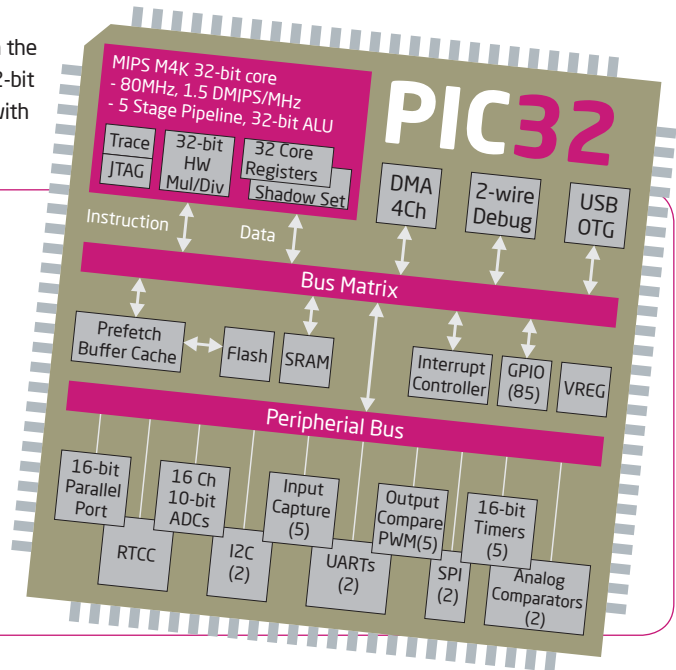 the
2-bit
with
MIPS M4K 32-bit core
- 80MHz, 1.5 DMIPS/MHz
- 5 Stage Pipeline, 32-bit ALU
Trace
JTAG
32-bit
HW
Mul/Div
32 Core
Registers
Shadow Set
PIC32
DMA
4Ch
2-wire
Debug
USB
OTG
Instruction
Data
Bus Matrix
Prefetch
Buffer Cache
Flash
SRAM
Interrupt
Controller
GPIO
(85)
VREG
Peripherial Bus
16-bit
Parallel
Port
RTCC
16 Ch
10-bit
ADCs
I2C
(2)
Input
Capture
(5)
UARTs
(2)
Output
Compare
PWM(5)
SPI
(2)
16-bit
Timers
(5)
Analog
Comparators
(2)